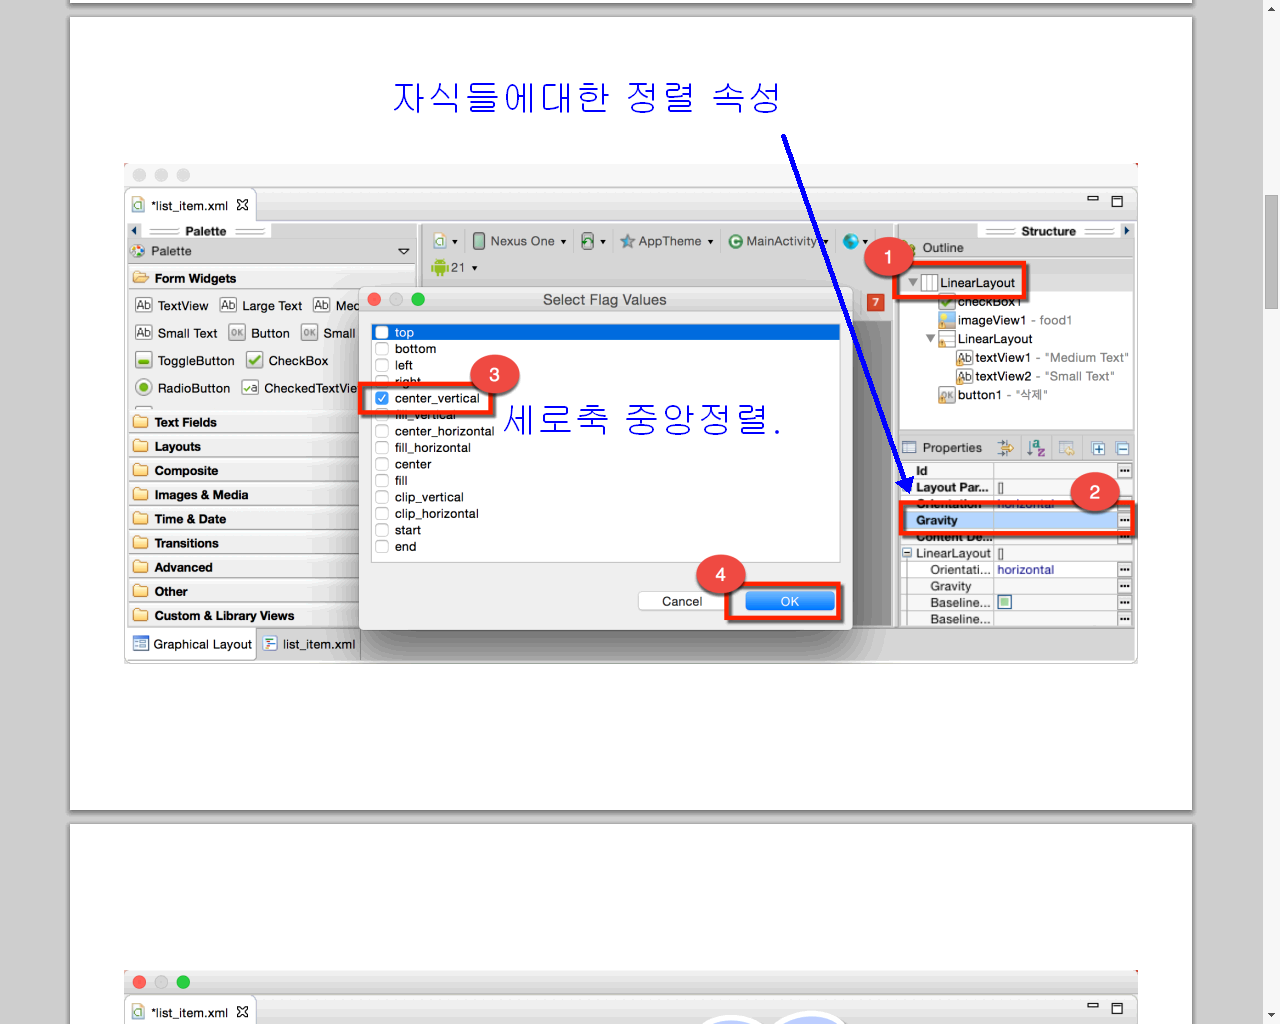 자식들에대한 정렬 속성
*list_item.xml
Palette
Structure
Palette
Nexus One
AppTheme
MainActivity
1
Outline
21
Form Widgets
Select Flag Values
LinearLayout
TextView
Large Text
7
checkBox1
top
imageView1 - food1
Small Text
Button
Small
bottom
LinearLayout
ToggleButton
CheckBox
left
textView1 - "Medium Text"
right
3
textView2 - "Small Text"
RadioButton
CheckedTextVie
center_vertical
button1 - "삭제"
fill_vertical
세로축 중앙정렬.
Text Fields
center_horizontal
Layouts
fill_horizontal
Properties
Composite
center
Id
fill
Layout Par... []
2
Images & Media
clip_vertical
Orientation horizontal
Time & Date
clip_horizontal
Gravity
Transitions
start
Content De...
end
LinearLayout []
Advanced
4
Orientati... horizontal
Other
Gravity
Cancel
OK
Baseline...
Custom & Library Views
Baseline...
Graphical Layout
list_item.xml
*list_item.xml